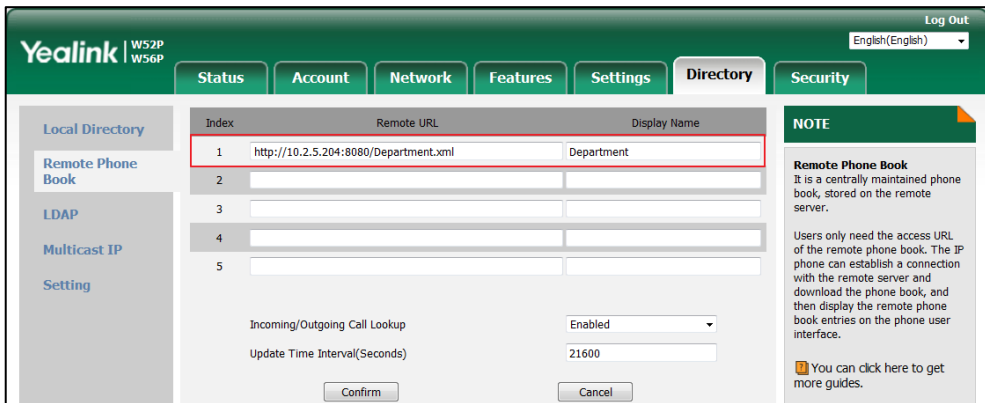 Log Out
English(English)
Yealink W52P W56P
Status Account Network Features Settings Directory Security
Local Directory
Remote Phone
Book
LDAP
Multicast IP
Setting
Index Remote URL Display Name
1 http://10.2.5.204:8080/Department.xml Department
2
3
4
5
Incoming/Outgoing Call Lookup Enabled
Update Time Interval(Seconds) 21600
Confirm Cancel
NOTE
Remote Phone Book
It is a centrally maintained phone
book, stored on the remote
server.
Users only need the access URL
of the remote phone book. The IP
phone can establish a connection
with the remote server and
download the phone book, and
then display the remote phone
book entries on the phone user
interface.
You can click here to get
more guides.